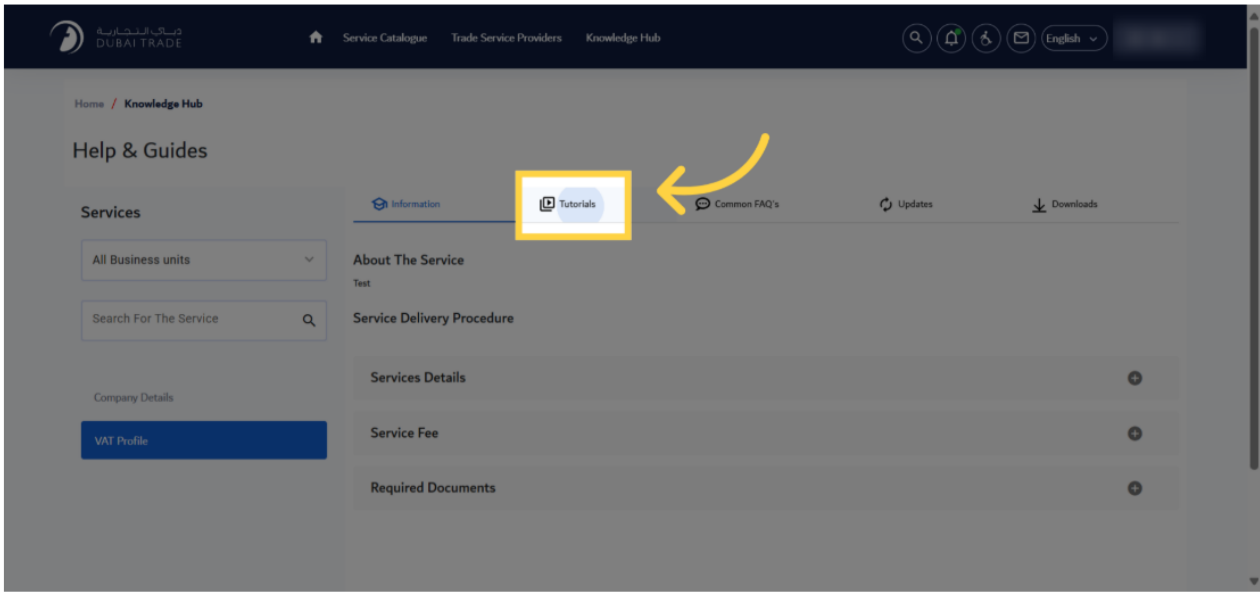 دبي التجارية
DUBAI TRADE
Service Catalogue
Trade Service Providers
Knowledge Hub
English
Home / Knowledge Hub
Help & Guides
Services
All Business units
Search For The Service
Company Details
VAT Profile
Information
Tutorials
Common FAQ's
Updates
Downloads
About The Service
Test
Service Delivery Procedure
Services Details
Service Fee
Required Documents